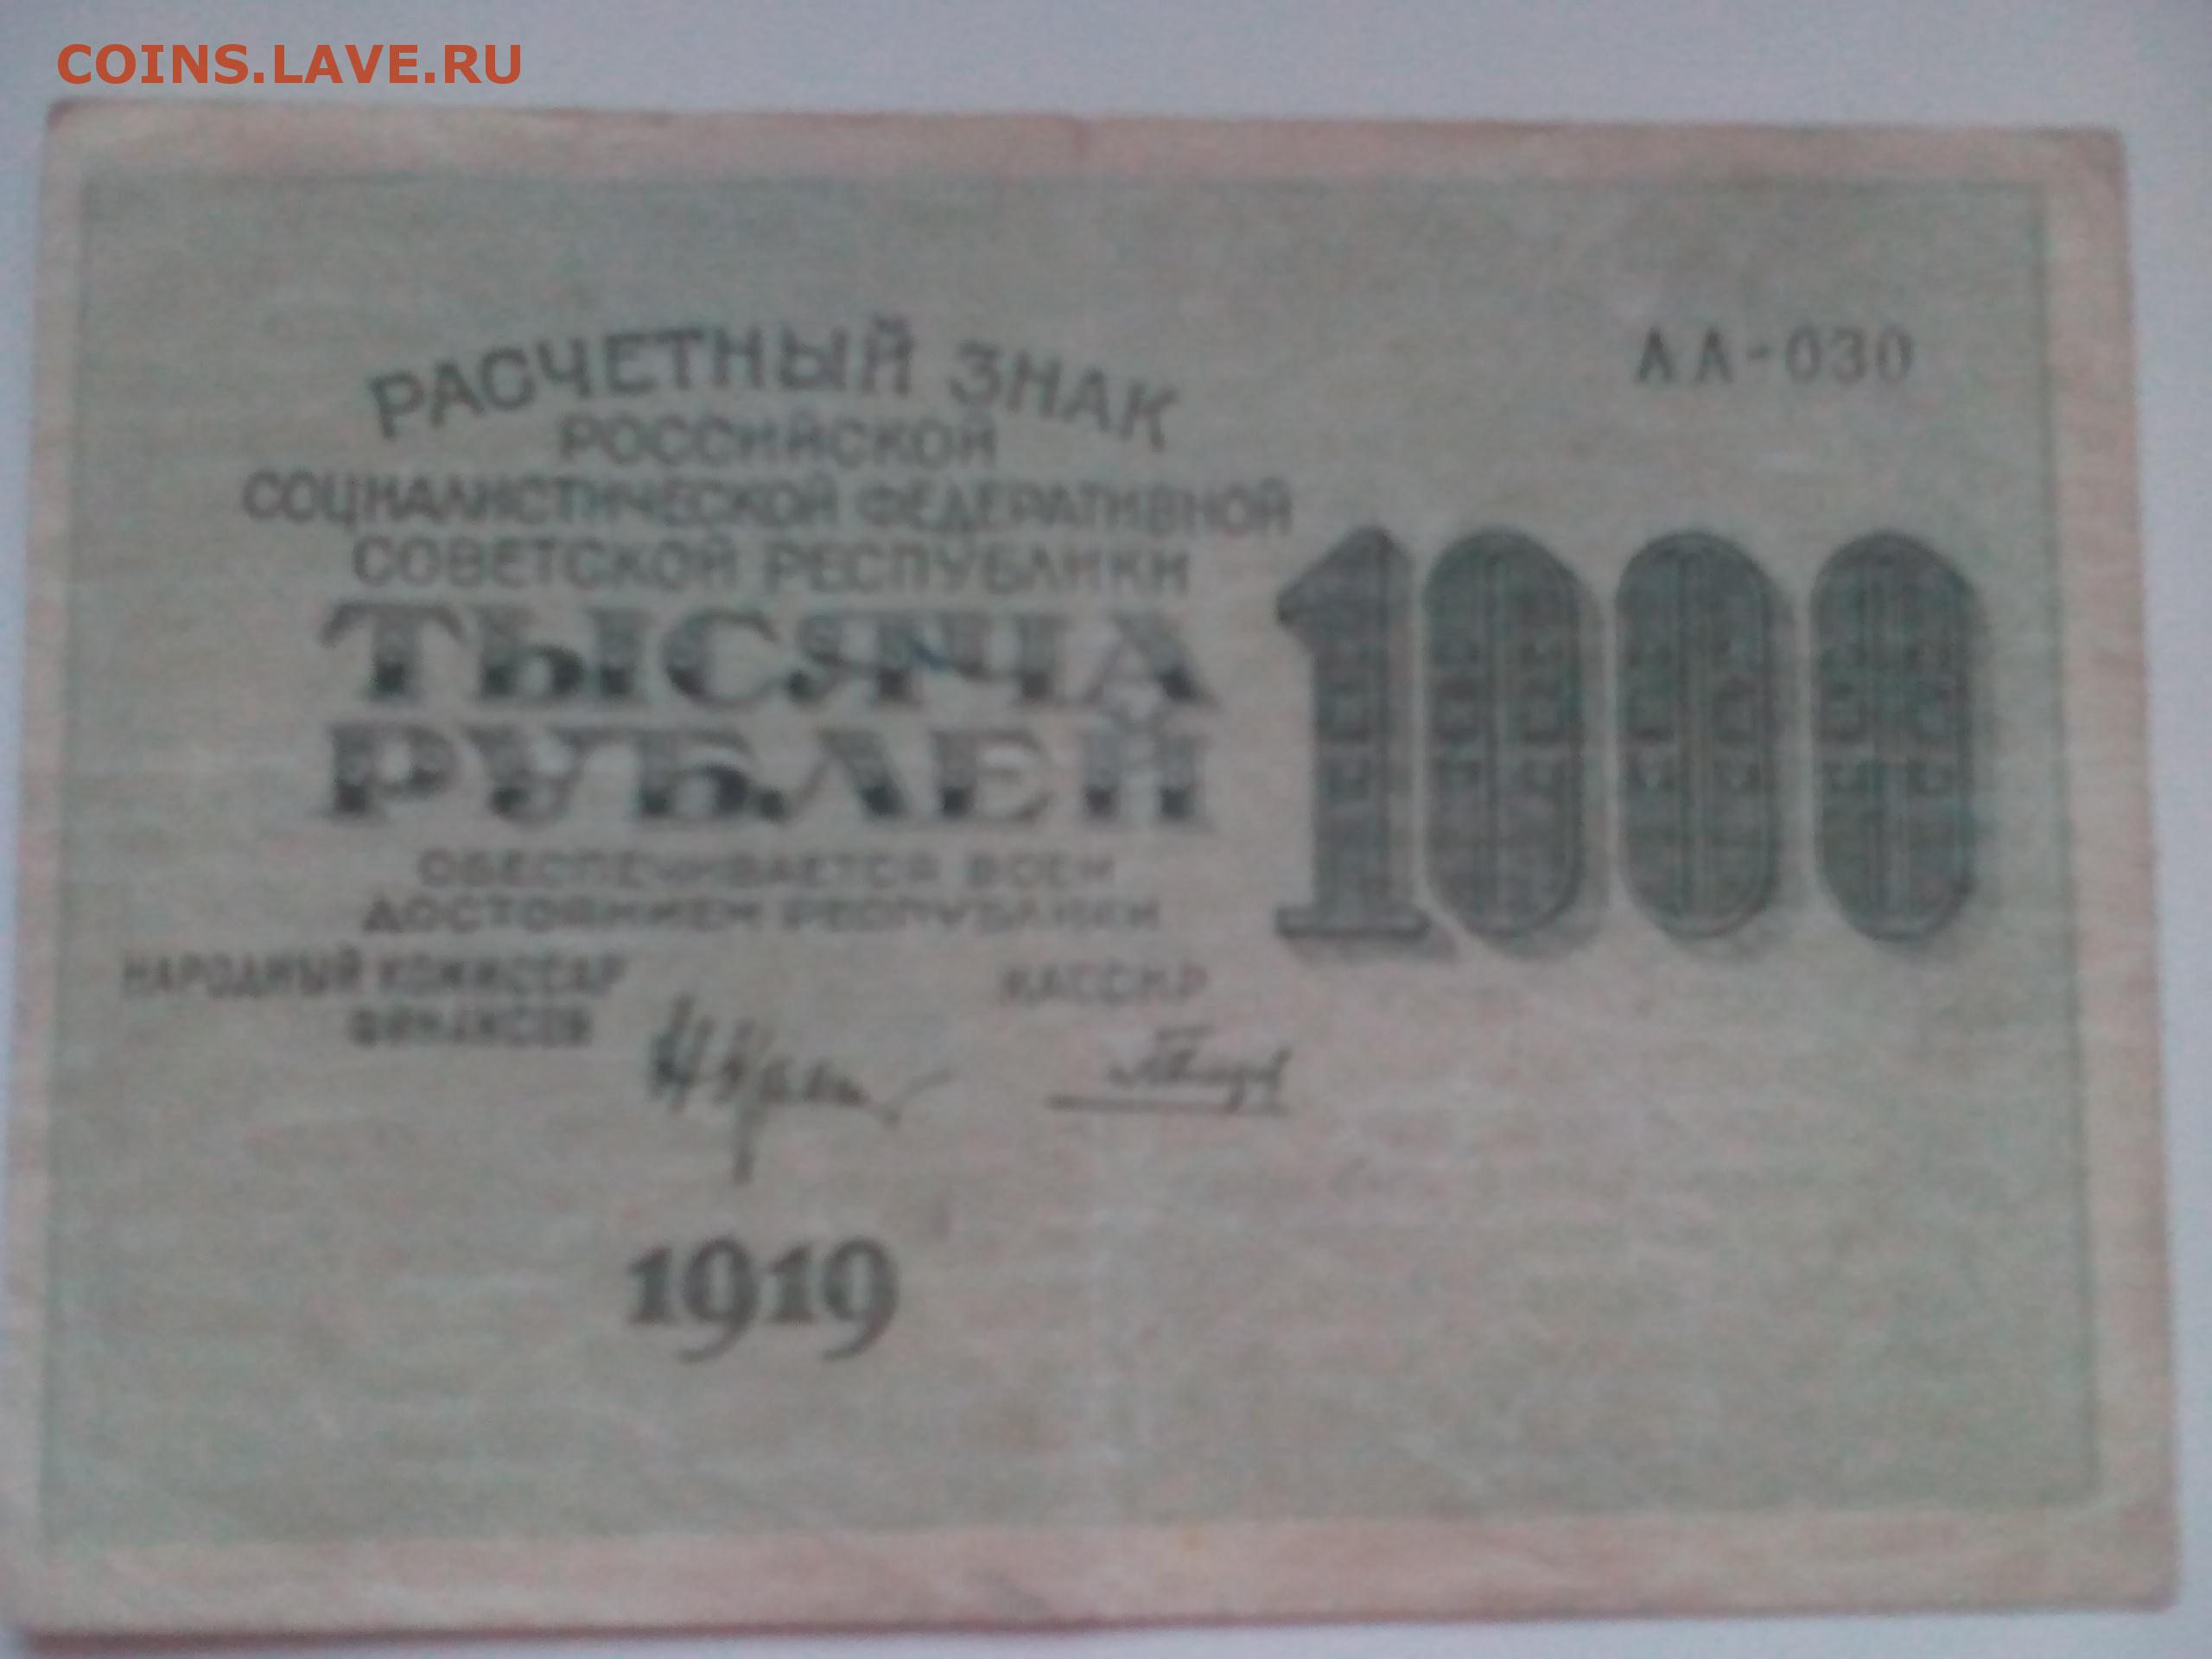 COINS.LAVE.RU
АА-030
РАСЧЕТНЫЙ ЗНАК
РОССИЙСКОЙ
СОЦИАЛИСТИЧЕСКОЙ ФЕДЕРАТИВНОЙ
СОВЕТСКОЙ РЕСПУБЛИКИ
ТЫСЯЧА
РУБЛЕЙ
1000
ОБЕСПЕЧИВАЕТСЯ ВСЕМ
ДОСТОЯНИЕМ РЕСПУБЛИКИ
НАРОДНЫЙ КОМИССАР
ФИНАНСОВ
КАССИР
1919